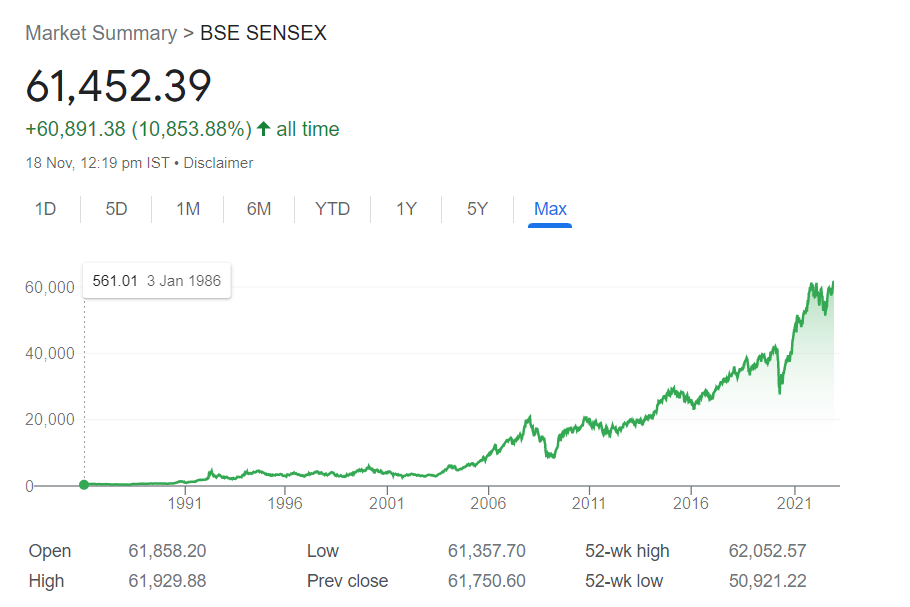 Market Summary > BSE SENSEX
61,452.39
+60,891.38 (10,853.88%) ↑ all time
18 Nov, 12:19 pm IST • Disclaimer
1D 5D 1M 6M YTD 1Y 5Y Max
561.01 3 Jan 1986
60,000
40,000
20,000
0
1991 1996 2001 2006 2011 2016 2021
Open 61,858.20 Low 61,357.70 52-wk high 62,052.57
High 61,929.88 Prev close 61,750.60 52-wk low 50,921.22